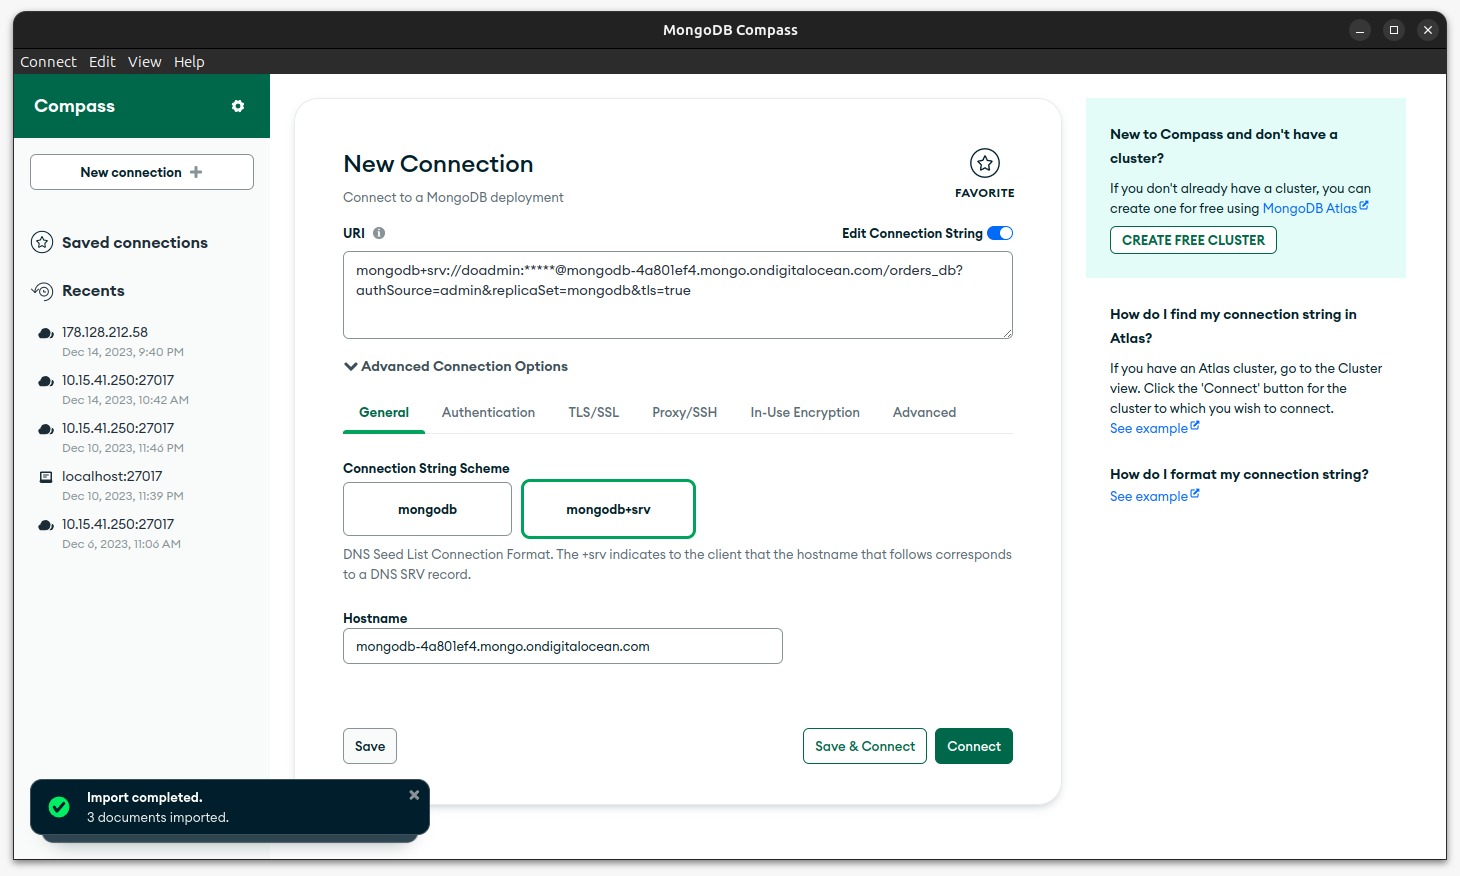 MongoDB Compass
Connect Edit View Help
Compass
New connection
Saved connections
Recents
178.128.212.58
Dec 14, 2023, 9:40 PM
10.15.41.250:27017
Dec 14, 2023, 10:42 AM
10.15.41.250:27017
Dec 10, 2023, 11:46 PM
localhost:27017
Dec 10, 2023, 11:39 PM
10.15.41.250:27017
Dec 6, 2023, 11:06 AM
New Connection
Connect to a MongoDB deployment
FAVORITE
URI
Edit Connection String
mongodb+srv://doadmin:*****@mongodb-4a801ef4.mongo.ondigitalocean.com/orders_db?
authSource=admin&replicaSet=mongodb&tls=true
Advanced Connection Options
General Authentication TLS/SSL Proxy/SSH In-Use Encryption Advanced
Connection String Scheme
mongodb
mongodb+srv
DNS Seed List Connection Format. The +srv indicates to the client that the hostname that follows corresponds
to a DNS SRV record.
Hostname
mongodb-4a801ef4.mongo.ondigitalocean.com
Save
Save & Connect
Connect
New to Compass and don't have a
cluster?
If you don't already have a cluster, you can
create one for free using MongoDB Atlas
CREATE FREE CLUSTER
How do I find my connection string in
Atlas?
If you have an Atlas cluster, go to the Cluster
view. Click the 'Connect' button for the
cluster to which you wish to connect.
See example
How do I format my connection string?
See example
Import completed.
3 documents imported.